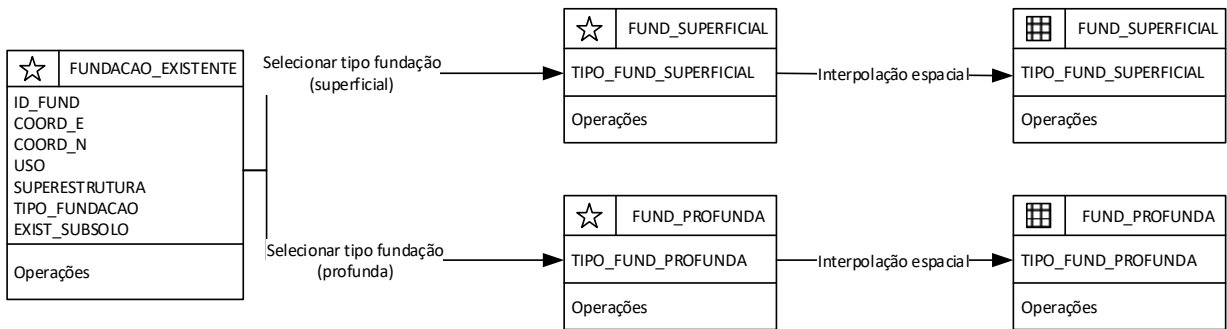 FUNDACAO_EXISTENTE
ID_FUND
COORD_E
COORD_N
USO
SUPERESTRUTURA
TIPO_FUNDACAO
EXIST_SUBSOLO
Operações
Selecionar tipo fundação
(superficial)
FUND_SUPERFICIAL
TIPO_FUND_SUPERFICIAL
Operações
Interpolação espacial
FUND_SUPERFICIAL
TIPO_FUND_SUPERFICIAL
Operações
Selecionar tipo fundação
(profunda)
FUND_PROFUNDA
TIPO_FUND_PROFUNDA
Operações
Interpolação espacial
FUND_PROFUNDA
TIPO_FUND_PROFUNDA
Operações